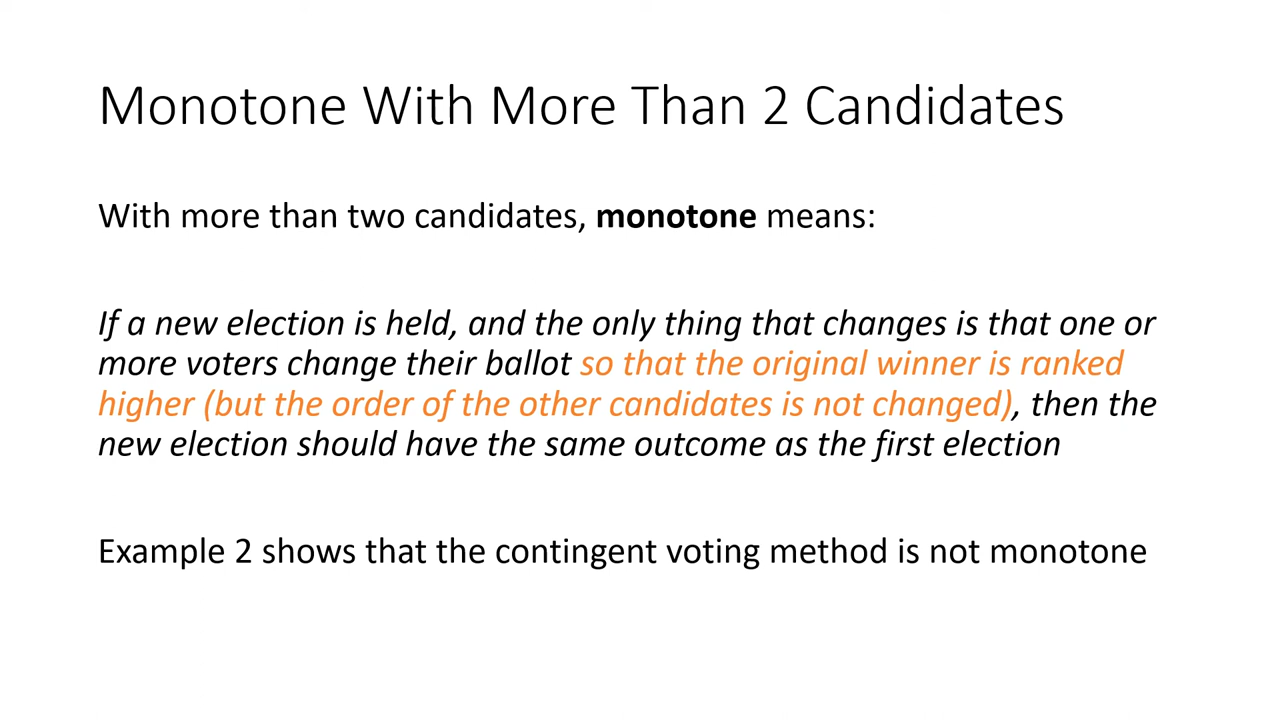 Monotone With More Than 2 Candidates
With more than two candidates, monotone means:
If a new election is held, and the only thing that changes is that one or
more voters change their ballot so that the original winner is ranked
higher (but the order of the other candidates is not changed), then the
new election should have the same outcome as the first election
Example 2 shows that the contingent voting method is not monotone